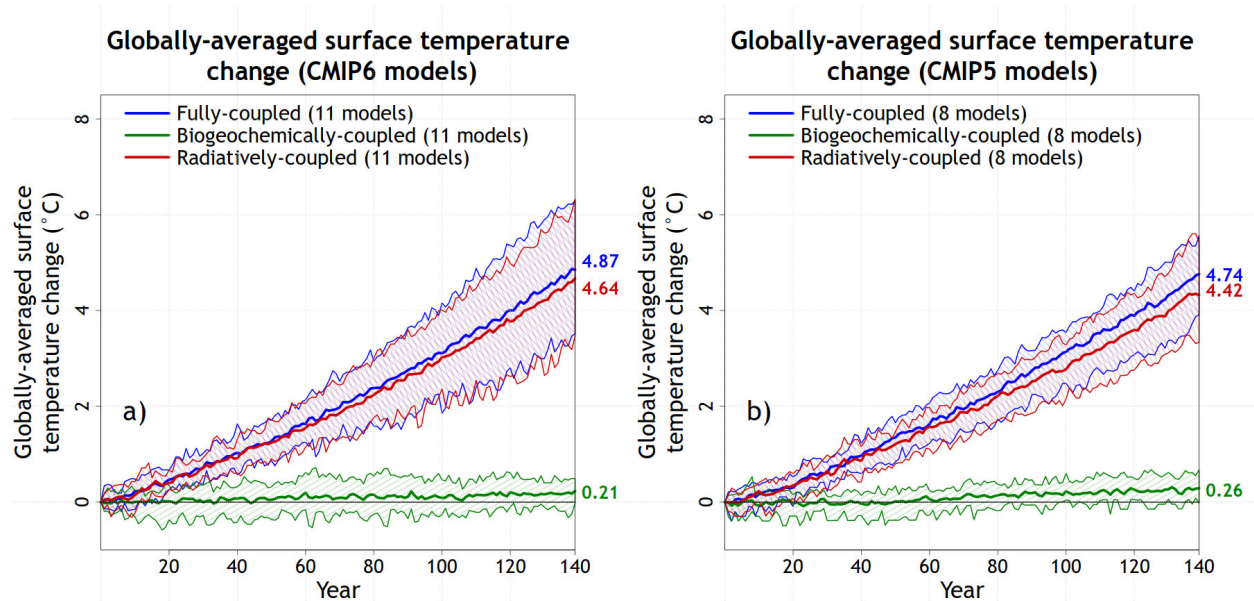 Globally-averaged surface temperature
change (CMIP6 models)
Fully-coupled (11 models)
Biogeochemically-coupled (11 models)
Radiatively-coupled (11 models)
Globally-averaged surface
temperature change (°C)
8
6
4
2
0
4.87
4.64
0.21
a)
20 40 60 80 100 120 140
Year
Globally-averaged surface temperature
change (CMIP5 models)
Fully-coupled (8 models)
Biogeochemically-coupled (8 models)
Radiatively-coupled (8 models)
Globally-averaged surface
temperature change (°C)
8
6
4
2
0
4.74
4.42
0.26
b)
20 40 60 80 100 120 140
Year